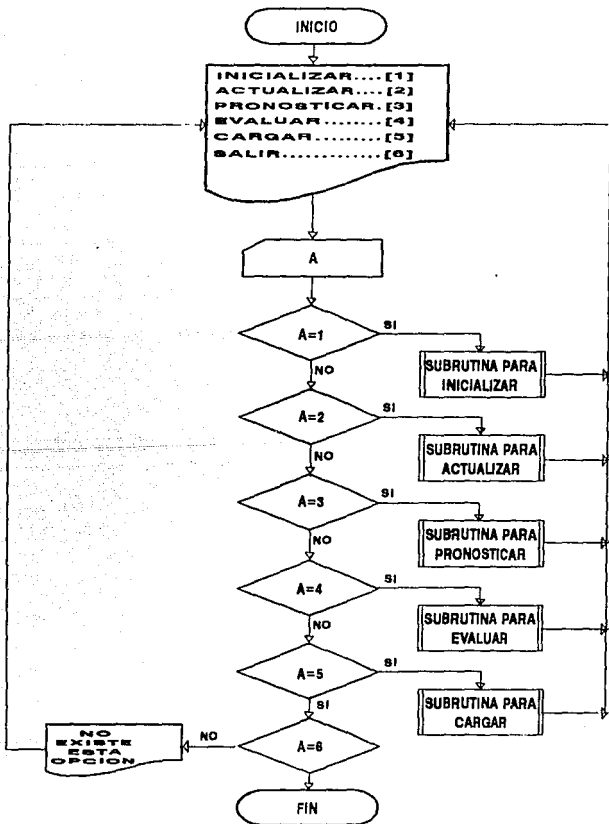 INICIO
INICIALIZAR....[1]
ACTUALIZAR....[2]
PRONOSTICAR.[3]
EVALUAR........[4]
CARGAR.........[5]
SALIR.............[6]
A
A=1
SI
SUBRUTINA PARA
INICIALIZAR
NO
A=2
SI
SUBRUTINA PARA
ACTUALIZAR
NO
A=3
SI
SUBRUTINA PARA
PRONOSTICAR
NO
A=4
SI
SUBRUTINA PARA
EVALUAR
NO
A=5
SI
SUBRUTINA PARA
CARGAR
SI
A=6
NO
NO
EXISTE
ESTA
OPCION
FIN